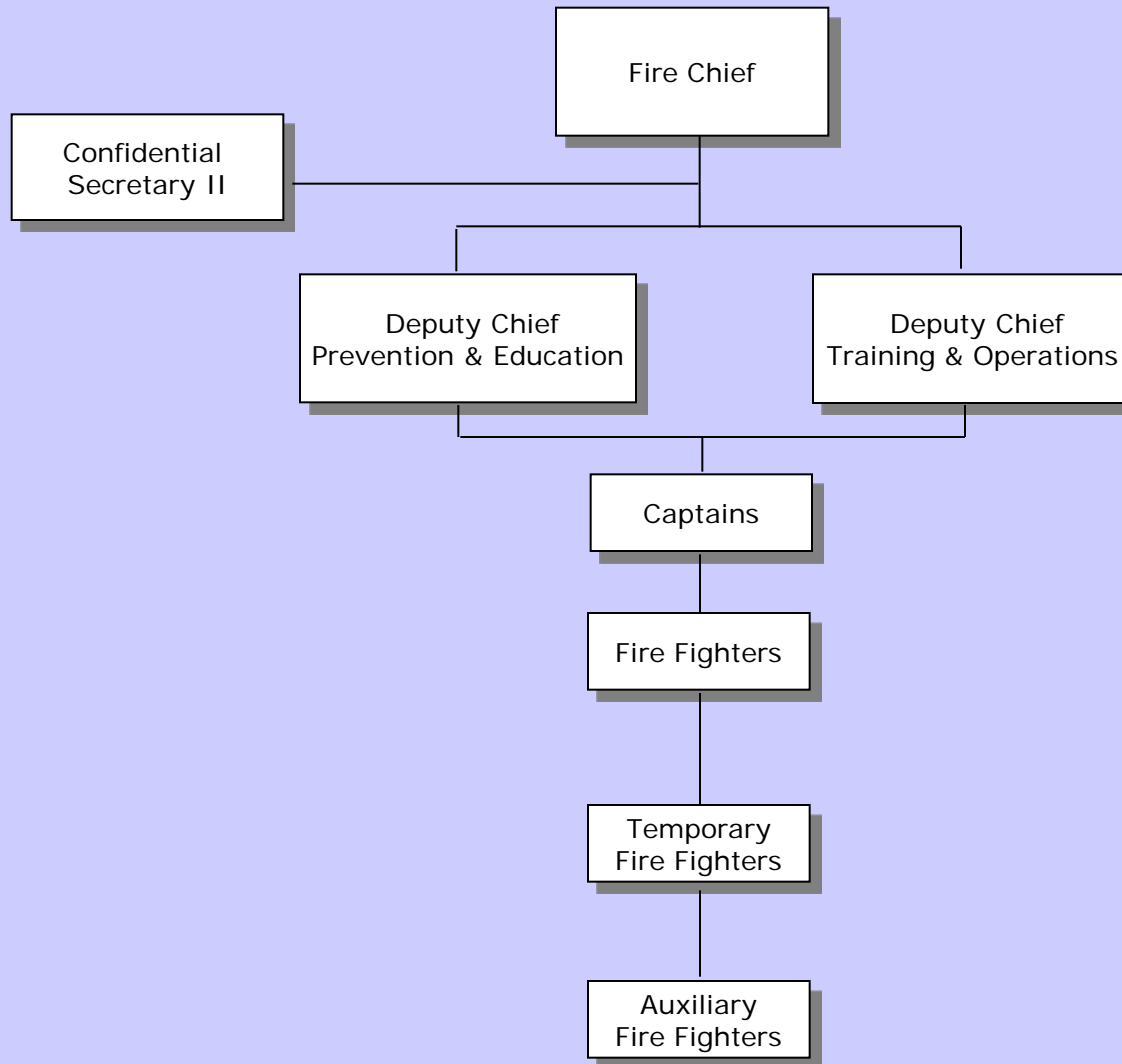 Fire Chief
Confidential
Secretary II
Deputy Chief
Prevention & Education
Deputy Chief
Training & Operations
Captains
Fire Fighters
Temporary
Fire Fighters
Auxiliary
Fire Fighters